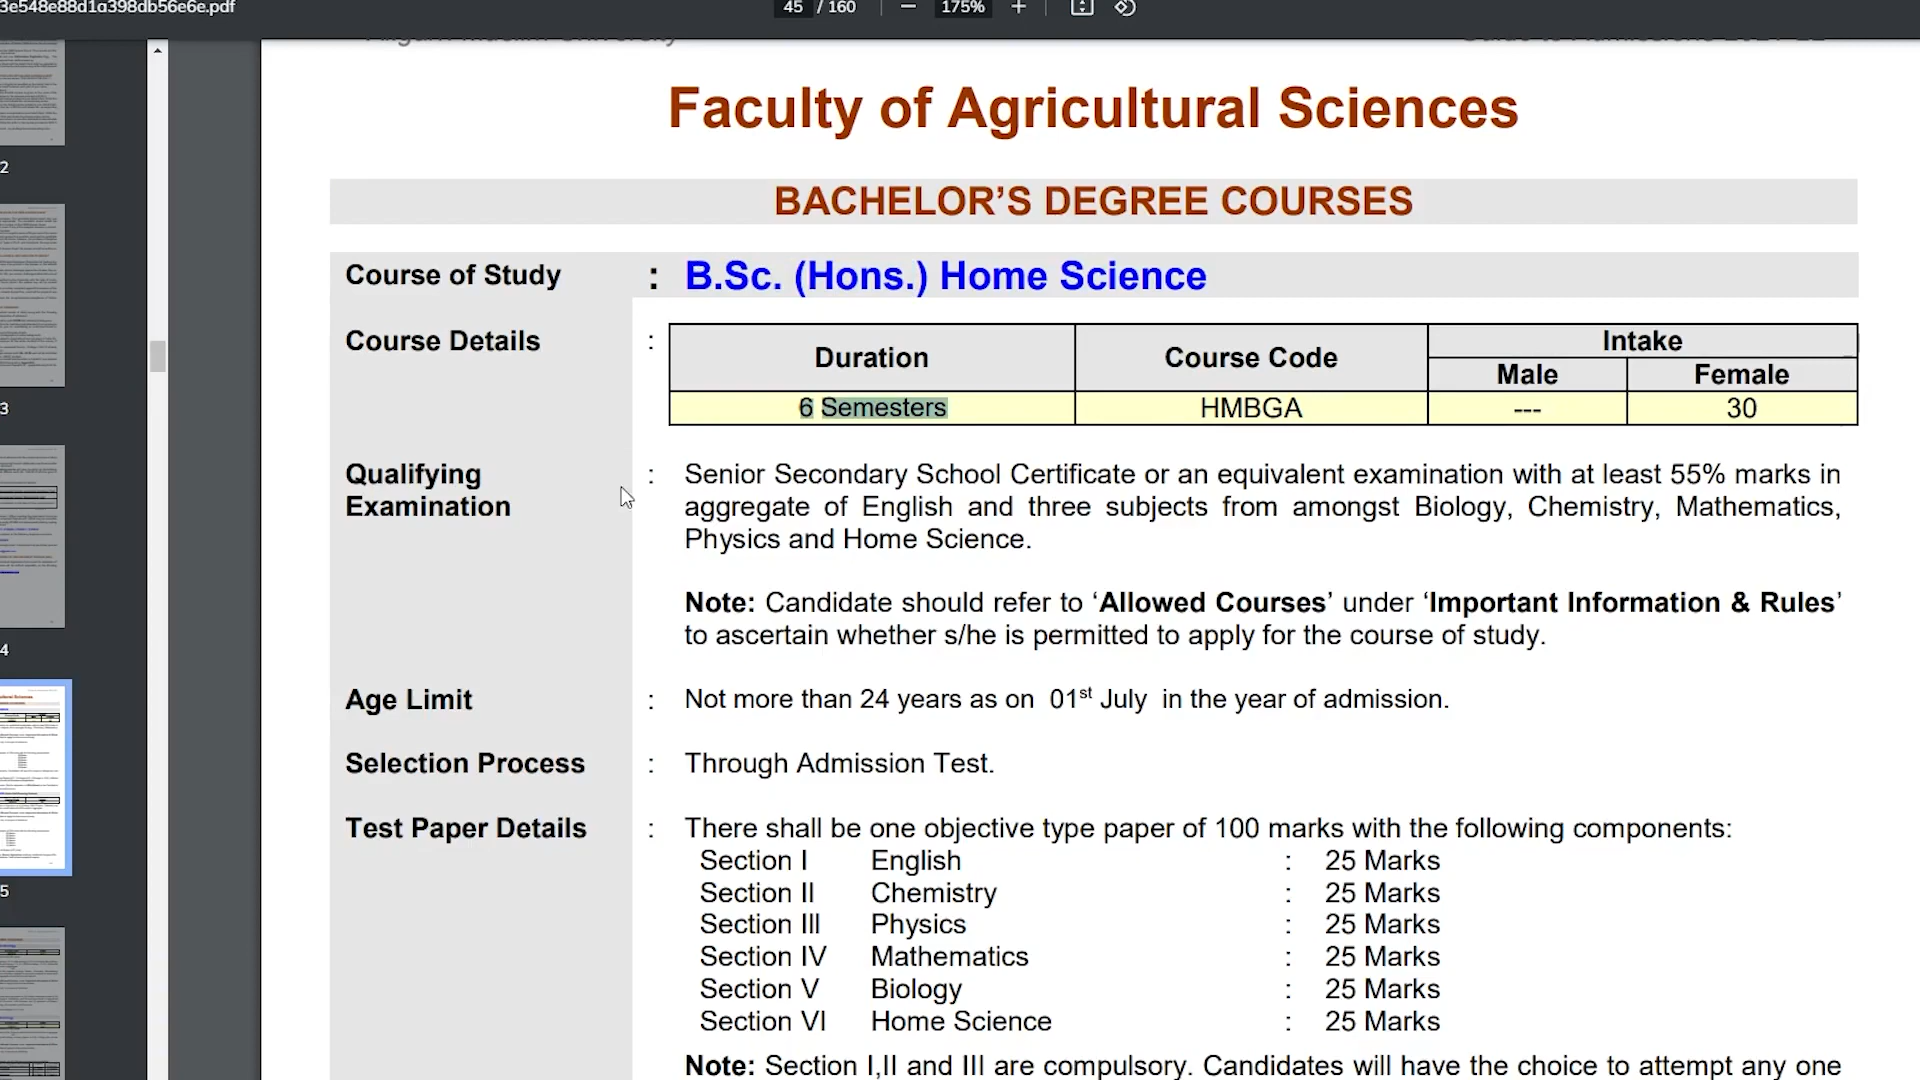 3e548e88d1a398db56e6e.pdf
45 / 160
175%
Faculty of Agricultural Sciences
BACHELOR’S DEGREE COURSES
Course of Study : B.Sc. (Hons.) Home Science
Course Details :
Duration Course Code Intake
Male Female
6 Semesters HMBGA --- 30
Qualifying Examination : Senior Secondary School Certificate or an equivalent examination with at least 55% marks in
aggregate of English and three subjects from amongst Biology, Chemistry, Mathematics,
Physics and Home Science.
Note: Candidate should refer to ‘Allowed Courses’ under ‘Important Information & Rules’
to ascertain whether s/he is permitted to apply for the course of study.
Age Limit : Not more than 24 years as on 01st July in the year of admission.
Selection Process : Through Admission Test.
Test Paper Details : There shall be one objective type paper of 100 marks with the following components:
Section I English : 25 Marks
Section II Chemistry : 25 Marks
Section III Physics : 25 Marks
Section IV Mathematics : 25 Marks
Section V Biology : 25 Marks
Section VI Home Science : 25 Marks
Note: Section I,II and III are compulsory. Candidates will have the choice to attempt any one
2
3
4
5